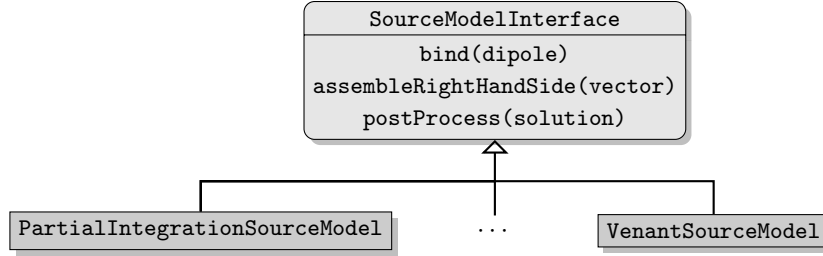 SourceModelInterface
bind(dipole)
assembleRightHandSide(vector)
postProcess(solution)
PartialIntegrationSourceModel
...
VenantSourceModel